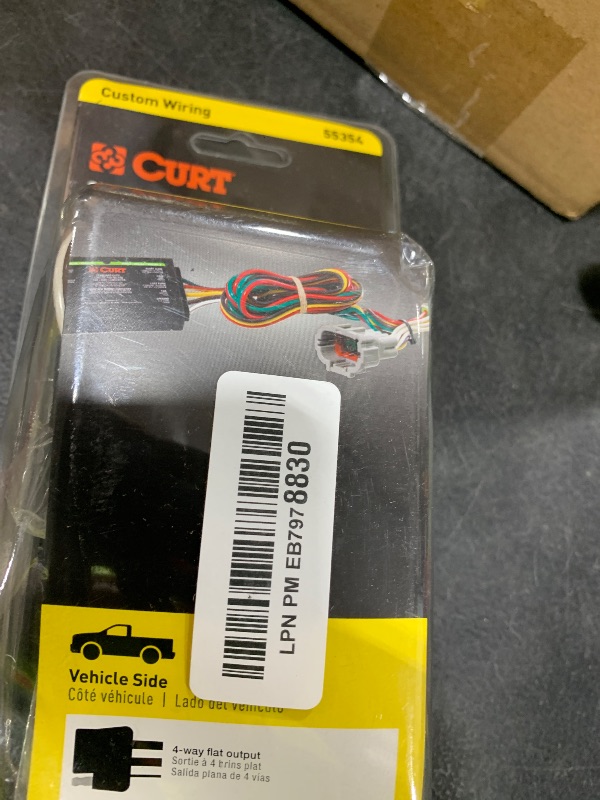 Custom Wiring
55354
CURT
CURT
LPN PM EB7978830
Vehicle Side
Côté véhicule | Lado del vehículo
4-way flat output
Sortie à 4 brins plat
Salida plana de 4 vías